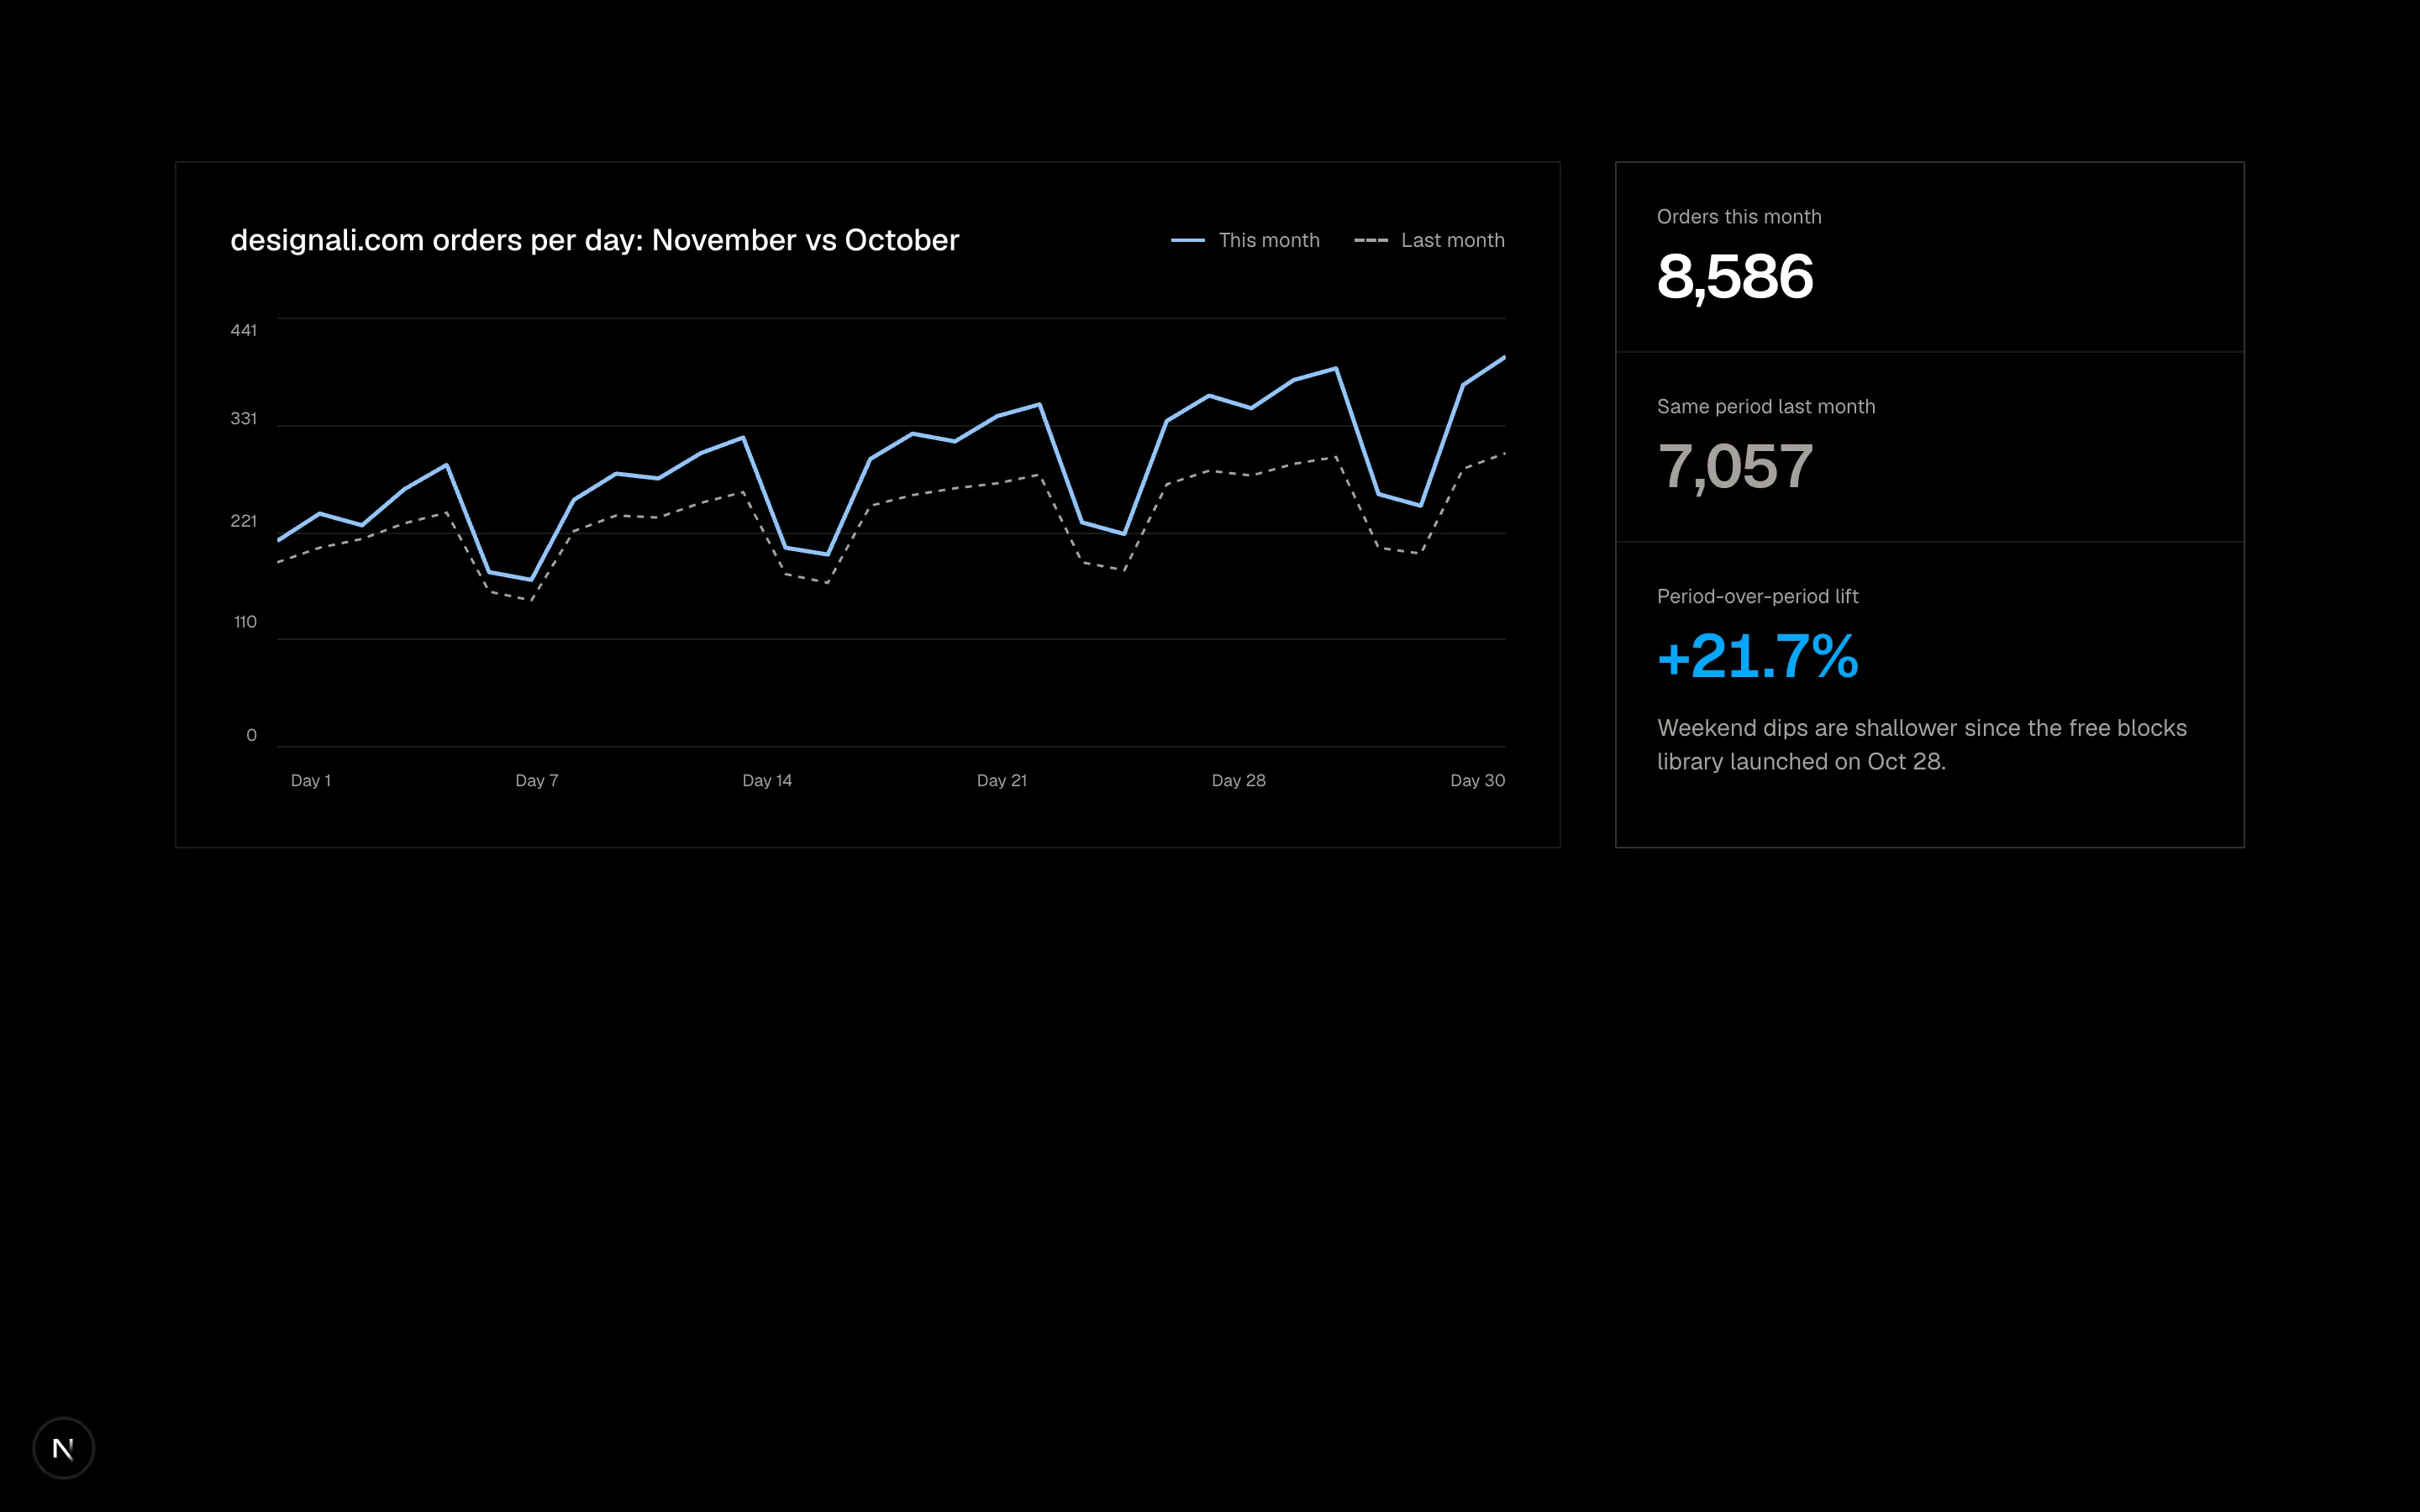 designali.com orders per day: November vs October
This month
Last month
441
331
221
110
0
Day 1
Day 7
Day 14
Day 21
Day 28
Day 30
Orders this month
8,586
Same period last month
7,057
Period-over-period lift
+21.7%
Weekend dips are shallower since the free blocks
library launched on Oct 28.
N